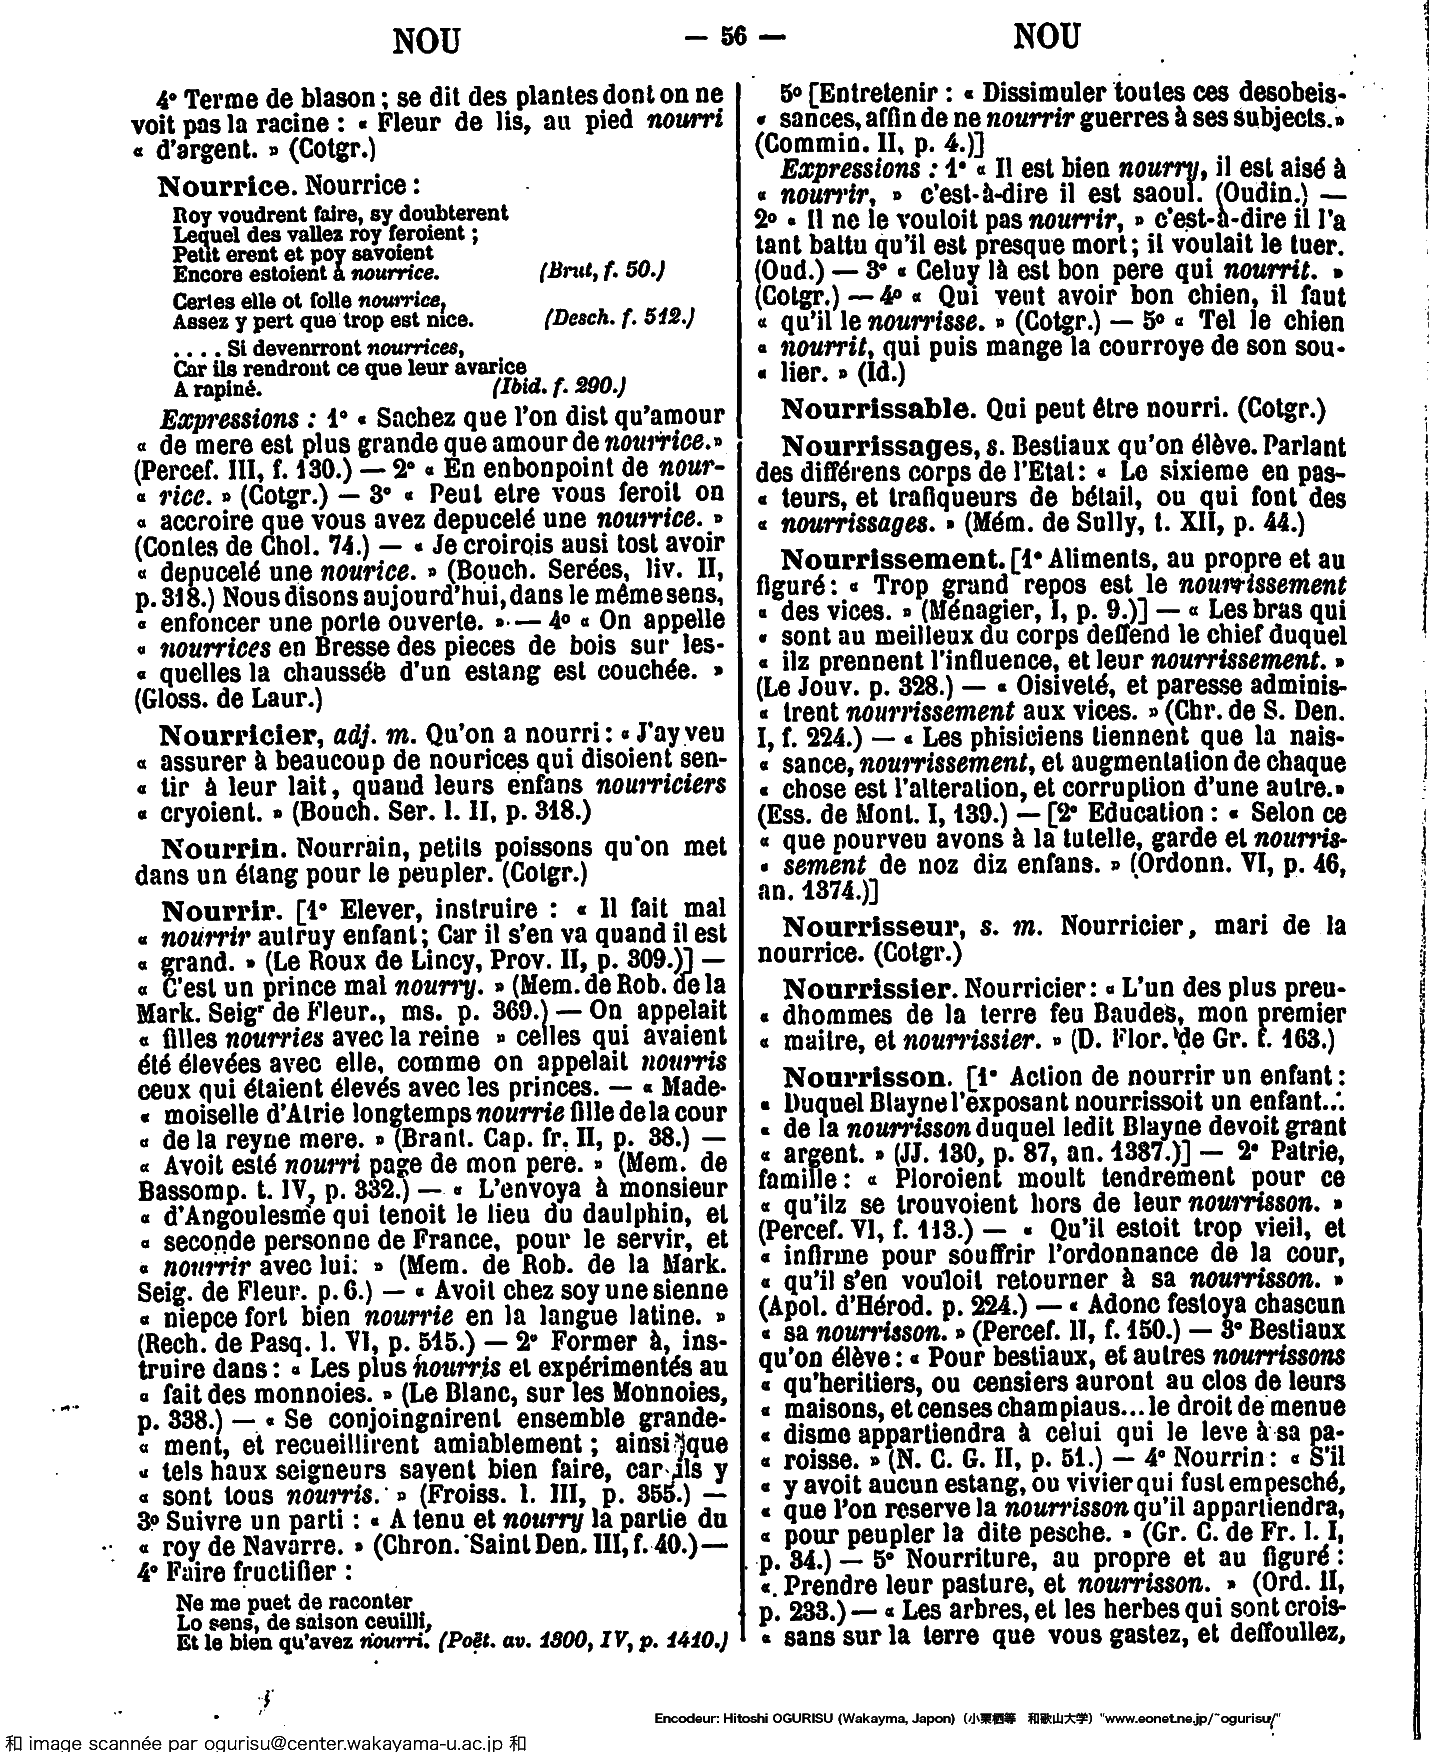 NOU
— 56 —
NOU
4° Terme de blason ; se dit des plantes dont on ne
voit pas la racine : « Fleur de lis, au pied nourri
« d'argent. » (Cotgr.)
Nourrice. Nourrice :
Roy voudrent faire, sy doubterent
Lequel des vallez roy feroient ;
Petit erent et poy savoient
Encore estoient a nourrice. (Brut, f. 50.)
Certes elle ot folle nourrice,
Assez y pert que trop est nice. (Desch. f. 512.)
. . . . Si devenrront nourrices,
Car ils rendront ce que leur avarice
A rapiné. (Ibid. f. 290.)
Expressions : 1° « Sachez que l'on dist qu'amour
« de mere est plus grande que amour de nourrice. »
(Percef. III, f. 130.) — 2° « En enbonpoint de nour-
« rice. » (Cotgr.) — 3° « Peut etre vous feroit on
« accroire que vous avez depucelé une nourrice. »
(Contes de Chol. 74.) — « Je croirois ausi tost avoir
« depucelé une nourice. » (Bouch. Serées, liv. II,
p. 318.) Nous disons aujourd'hui, dans le même sens,
« enfoncer une porte ouverte. » — 4° « On appelle
« nourrices en Bresse des pieces de bois sur les-
« quelles la chaussée d'un estang est couchée. »
(Gloss. de Laur.)
Nourricier, adj. m. Qu'on a nourri : « J'ay veu
« assurer à beaucoup de nourices qui disoient sen-
« tir à leur lait, quand leurs enfans nourriciers
« cryoient. » (Bouch. Ser. l. II, p. 318.)
Nourrin. Nourrain, petits poissons qu'on met
dans un étang pour le peupler. (Cotgr.)
Nourrir. [1° Elever, instruire : « Il fait mal
« nourrir autruy enfant ; Car il s'en va quand il est
« grand. » (Le Roux de Lincy, Prov. II, p. 309.)] —
« C'est un prince mal nourry. » (Mem. de Rob. de la
Mark. Seigr de Fleur., ms. p. 369.) — On appelait
« filles nourries avec la reine » celles qui avaient
été élevées avec elle, comme on appelait nourris
ceux qui étaient élevés avec les princes. — « Made-
« moiselle d'Atrie longtemps nourrie fille de la cour
« de la reyne mere. » (Brant. Cap. fr. II, p. 38.) —
« Avoit esté nourri page de mon pere. » (Mem. de
Bassomp. t. IV, p. 332.) — « L'envoya à monsieur
« d'Angoulesme qui tenoit le lieu du daulphin, et
« seconde personne de France, pour le servir, et
« nourrir avec lui. » (Mem. de Rob. de la Mark.
Seig. de Fleur. p. 6.) — « Avoit chez soy une sienne
« niepce fort bien nourrie en la langue latine. »
(Rech. de Pasq. l. VI, p. 515.) — 2° Former à, ins-
truire dans : « Les plus nourris et expérimentés au
« fait des monnoies. » (Le Blanc, sur les Monnoies,
p. 338.) — « Se conjoingnirent ensemble grande-
« ment, et recueillirent amiablement ; ainsi que
« tels haux seigneurs sayent bien faire, car ils y
« sont tous nourris. » (Froiss. l. III, p. 355.) —
3° Suivre un parti : « A tenu et nourry la partie du
« roy de Navarre. » (Chron. Saint Den. III, f. 40.) —
4° Faire fructifier :
Ne me puet de raconter
Lo sens, de saison ceuilli,
Et le bien qu'avez nourri. (Poët. av. 1300, IV, p. 1410.)
5° [Entretenir : « Dissimuler toutes ces desobeis-
« sances, affin de ne nourrir guerres à ses subjects. »
(Commin. II, p. 4.)]
Expressions : 1° « Il est bien nourry, il est aisé à
« nourrir, » c'est-à-dire il est saoul. (Oudin.) —
2° « Il ne le vouloit pas nourrir, » c'est-à-dire il l'a
tant battu qu'il est presque mort ; il voulait le tuer.
(Oud.) — 3° « Celuy là est bon pere qui nourrit. »
(Cotgr.) — 4° « Qui veut avoir bon chien, il faut
« qu'il le nourrisse. » (Cotgr.) — 5° « Tel le chien
« nourrit, qui puis mange la courroye de son sou-
« lier. » (Id.)
Nourrissable. Qui peut être nourri. (Cotgr.)
Nourrissages, s. Bestiaux qu'on élève. Parlant
des différens corps de l'Etat : « Le sixieme en pas-
« teurs, et trafiqueurs de bétail, ou qui font des
« nourrissages. » (Mém. de Sully, t. XII, p. 44.)
Nourrissement. [1° Aliments, au propre et au
figuré : « Trop grand repos est le nourrissement
« des vices. » (Ménagier, I, p. 9.)] — « Les bras qui
« sont au meilleux du corps deffend le chief duquel
« ilz prennent l'influence, et leur nourrissement. »
(Le Jouv. p. 328.) — « Oisiveté, et paresse adminis-
« trent nourrissement aux vices. » (Chr. de S. Den.
I, f. 224.) — « Les phisiciens tiennent que la nais-
« sance, nourrissement, et augmentation de chaque
« chose est l'alteration, et corruption d'une autre. »
(Ess. de Mont. I, 139.) — [2° Education : « Selon ce
« que pourveu avons à la tutelle, garde et nourris-
« sement de noz diz enfans. » (Ordonn. VI, p. 46,
an. 1374.)]
Nourrisseur, s. m. Nourricier, mari de la
nourrice. (Cotgr.)
Nourrissier. Nourricier : « L'un des plus preu-
« dhommes de la terre feu Baudes, mon premier
« maitre, et nourrissier. » (D. Flor. de Gr. f. 163.)
Nourrisson. [1° Action de nourrir un enfant :
« Duquel Blayne l'exposant nourrissoit un enfant...
« de la nourrisson duquel ledit Blayne devoit grant
« argent. » (JJ. 130, p. 87, an. 1387.)] — 2° Patrie,
famille : « Ploroient moult tendrement pour ce
« qu'ilz se trouvoient hors de leur nourrisson. »
(Percef. VI, f. 113.) — « Qu'il estoit trop vieil, et
« infirme pour souffrir l'ordonnance de la cour,
« qu'il s'en vouloit retourner à sa nourrisson. »
(Apol. d'Hérod. p. 224.) — « Adonc festoya chascun
« sa nourrisson. » (Percef. II, f. 150.) — 3° Bestiaux
qu'on élève : « Pour bestiaux, et autres nourrissons
« qu'heritiers, ou censiers auront au clos de leurs
« maisons, et censes champiaus... le droit de menue
« disme appartiendra à celui qui le leve à sa pa-
« roisse. » (N. C. G. II, p. 51.) — 4° Nourrin : « S'il
« y avoit aucun estang, ou vivier qui fust empesché,
« que l'on reserve la nourrisson qu'il appartiendra,
« pour peupler la dite pesche. » (Gr. C. de Fr. l. I,
p. 34.) — 5° Nourriture, au propre et au figuré :
« Prendre leur pasture, et nourrisson. » (Ord. II,
p. 233.) — « Les arbres, et les herbes qui sont crois-
« sans sur la terre que vous gastez, et deffoullez,
Encodeur: Hitoshi OGURISU (Wakayma, Japon) (小栗栖等 和歌山大学) "www.eonet.ne.jp/~ogurisu/"
和 image scannée par ogurisu@center.wakayama-u.ac.jp 和